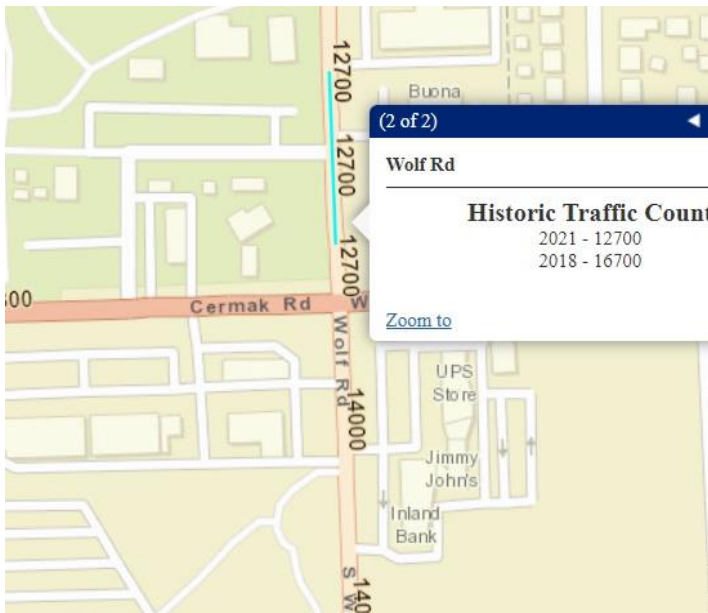 12700
Buona
(2 of 2)
Wolf Rd
12700
Historic Traffic Count
2021 - 12700
2018 - 16700
12700
00
Cermak Rd
W
Zoom to
Wolf Rd
UPS
Store
14000
Jimmy
John's
Inland
Bank
S W
140